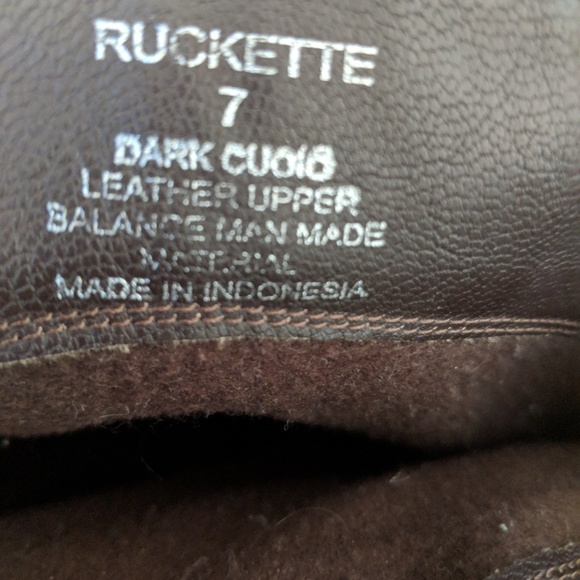 RUCKETTE
7
DARK CUOIO
LEATHER UPPER
BALANCE MAN MADE
MATERIAL
MADE IN INDONESIA